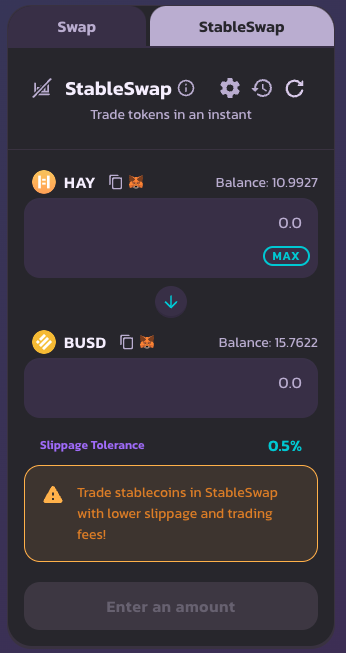 Swap
StableSwap
StableSwap
Trade tokens in an instant
HAY
Balance: 10.9927
0.0
MAX
BUSD
Balance: 15.7622
0.0
Slippage Tolerance
0.5%
Trade stablecoins in StableSwap
with lower slippage and trading
fees!
Enter an amount